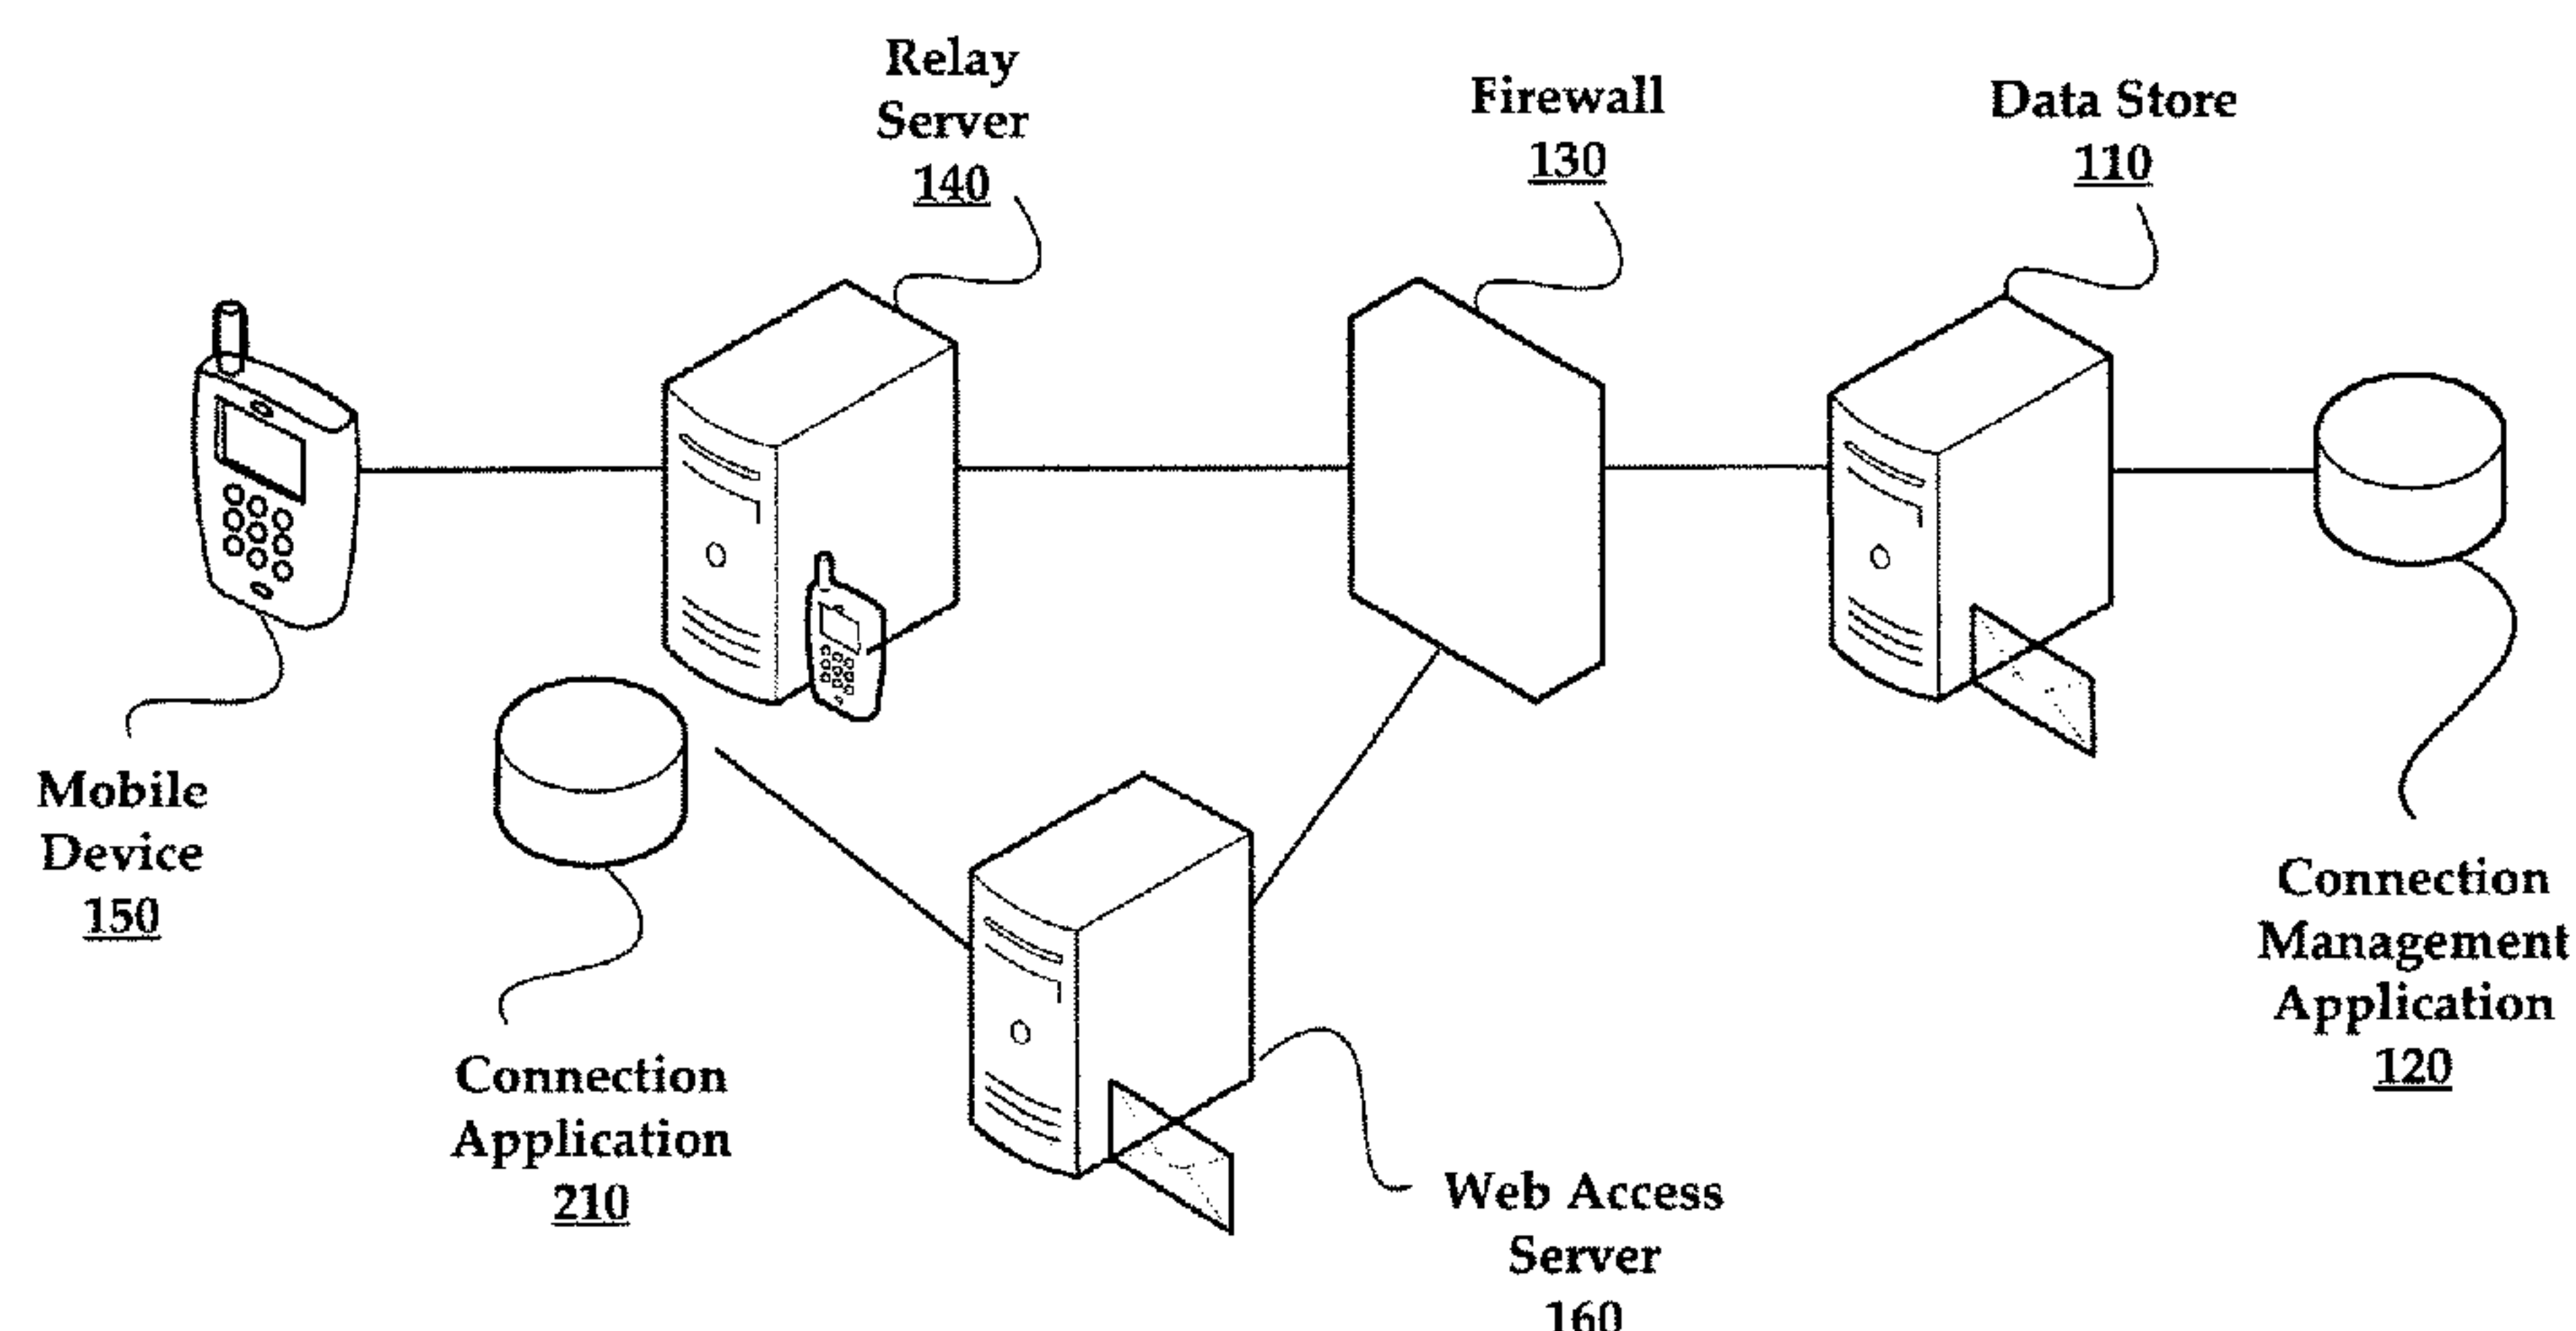 Relay
Server
140
Firewall
130
Data Store
110
Mobile
Device
150
Connection
Application
210
Web Access
Server
160
Connection
Management
Application
120